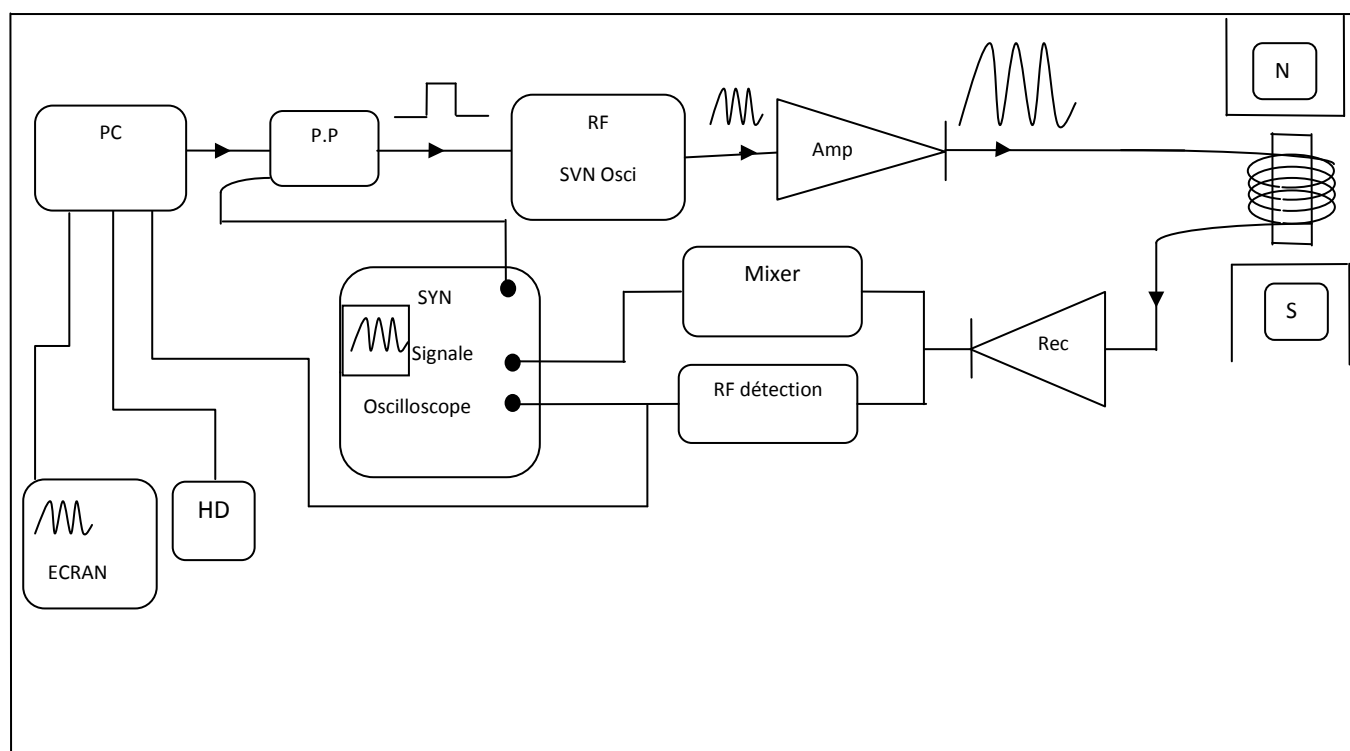 PC
P.P
RF
SVN Osci
Amp
N
S
Rec
Mixer
RF détection
SYN
Signale
Oscilloscope
HD
ECRAN